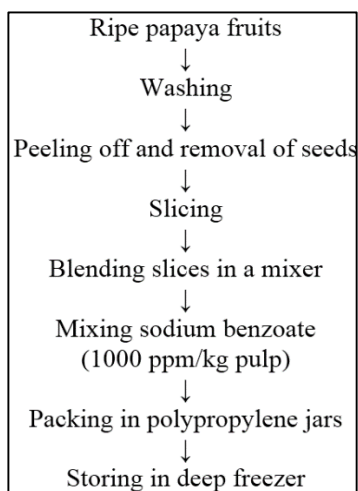 Ripe papaya fruits
↓
Washing
↓
Peeling off and removal of seeds
↓
Slicing
↓
Blending slices in a mixer
↓
Mixing sodium benzoate
(1000 ppm/kg pulp)
↓
Packing in polypropylene jars
↓
Storing in deep freezer